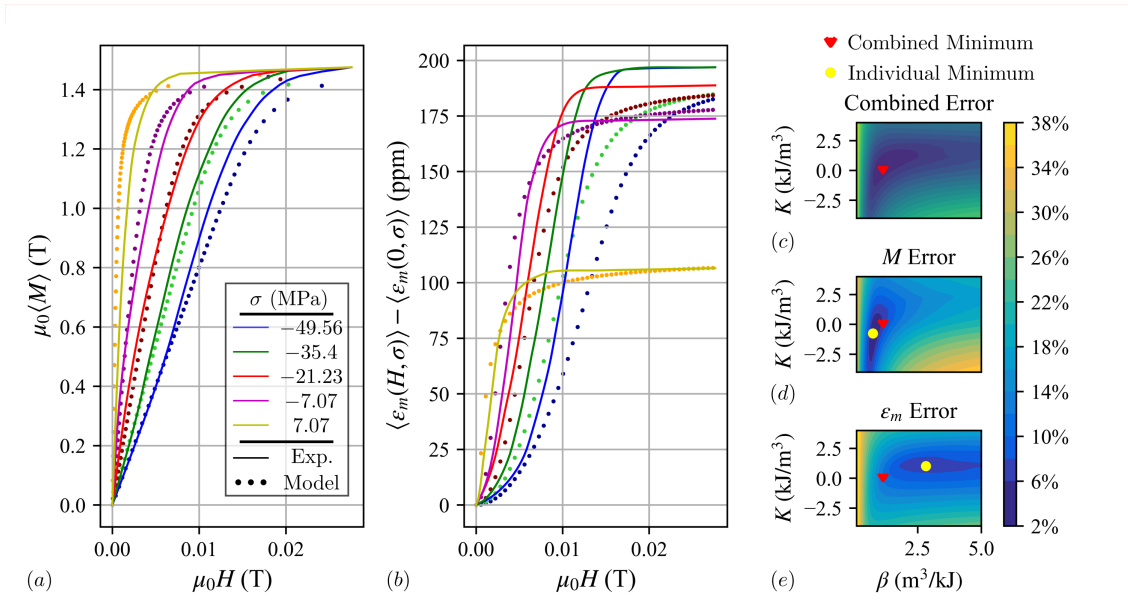 Combined Minimum
Individual Minimum
μ₀⟨M⟩ (T)
1.4
1.2
1.0
0.8
0.6
0.4
0.2
0.0
σ (MPa)
−49.56
−35.4
−21.23
−7.07
7.07
Exp.
Model
0.00 0.01 0.02
(a) μ₀H (T)
⟨εₘ(H, σ)⟩ − ⟨εₘ(0, σ)⟩ (ppm)
200
175
150
125
100
75
50
25
0
0.00 0.01 0.02
(b) μ₀H (T)
Combined Error
K (kJ/m³)
2.5
0.0
−2.5
(c)
M Error
K (kJ/m³)
2.5
0.0
−2.5
(d)
εₘ Error
K (kJ/m³)
2.5
0.0
−2.5
2.5 5.0
(e) β (m³/kJ)
38%
34%
30%
26%
22%
18%
14%
10%
6%
2%